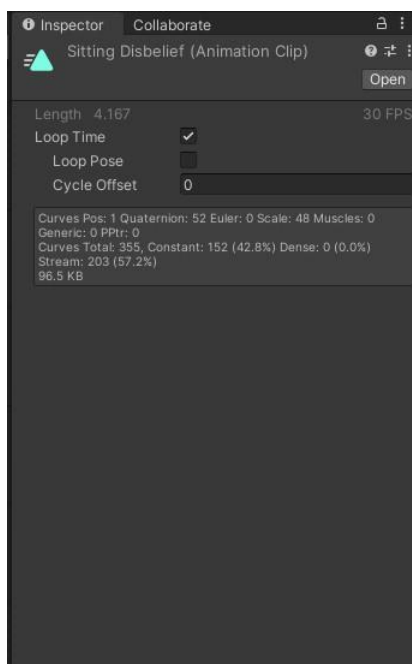 Inspector Collaborate
Sitting Disbelief (Animation Clip)
Open
Length 4.167 30 FPS
Loop Time
Loop Pose
Cycle Offset 0
Curves Pos: 1 Quaternion: 52 Euler: 0 Scale: 48 Muscles: 0
Generic: 0 PPtr: 0
Curves Total: 355, Constant: 152 (42.8%) Dense: 0 (0.0%)
Stream: 203 (57.2%)
96.5 KB